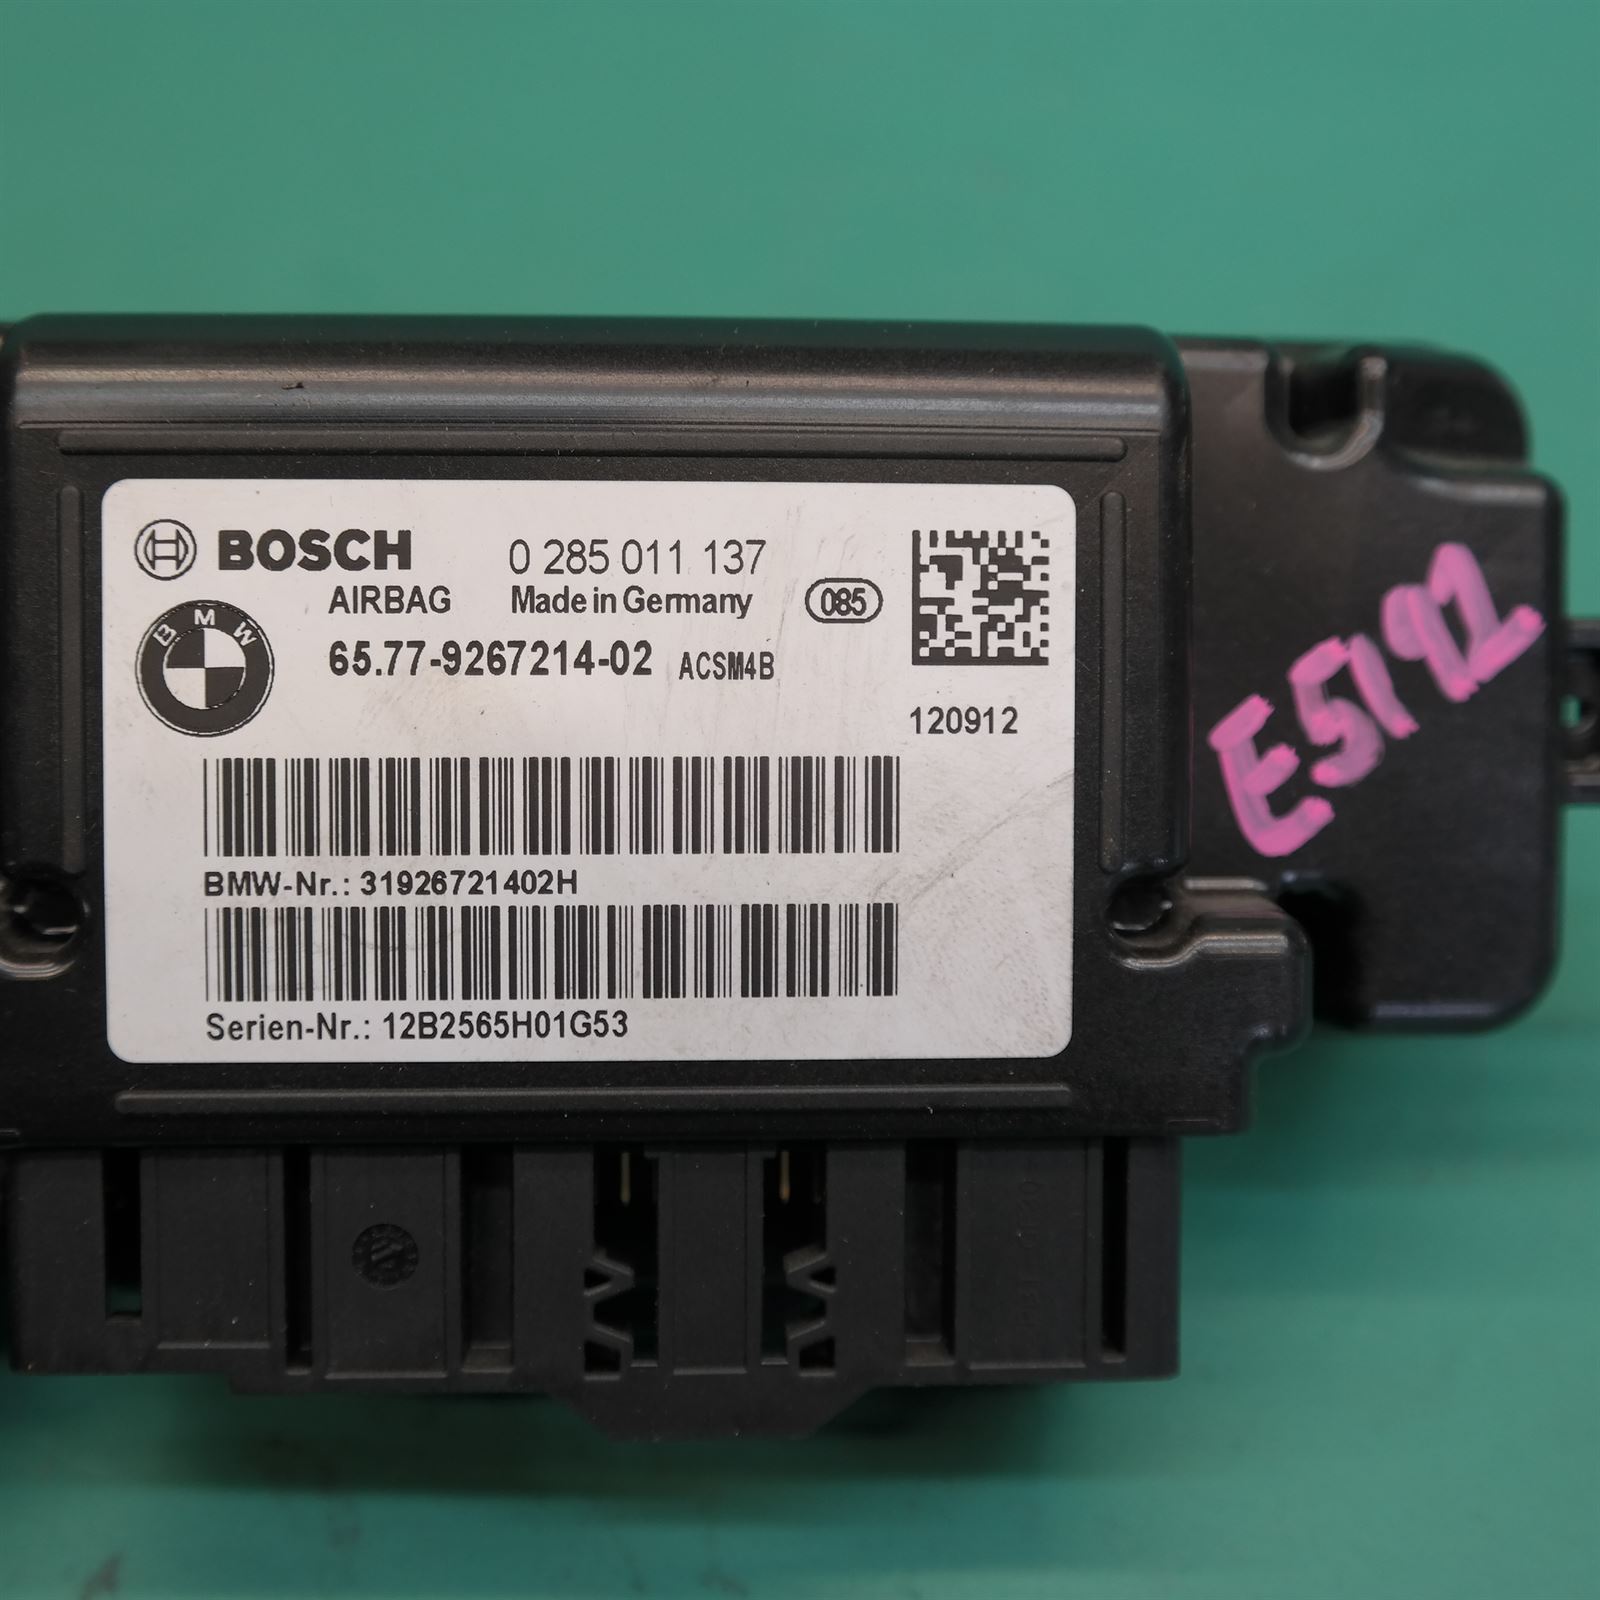 BOSCH 0 285 011 137
AIRBAG Made in Germany 085
BMW
65.77-9267214-02 ACSM4B
120912
BMW-Nr.: 31926721402H
Serien-Nr.: 12B2565H01G53
E5192